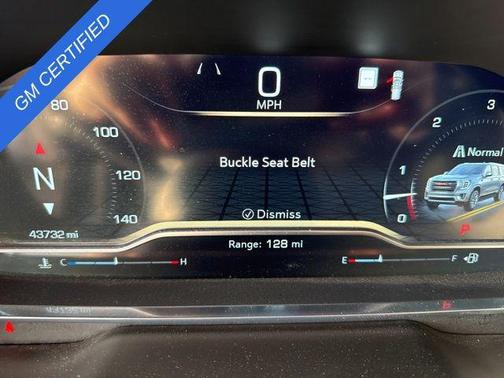 GM CERTIFIED
0
MPH
80
100
120
140
N
43732 mi
Buckle Seat Belt
Dismiss
Range: 128 mi
C H
E F
0
1
2
3
Normal
P